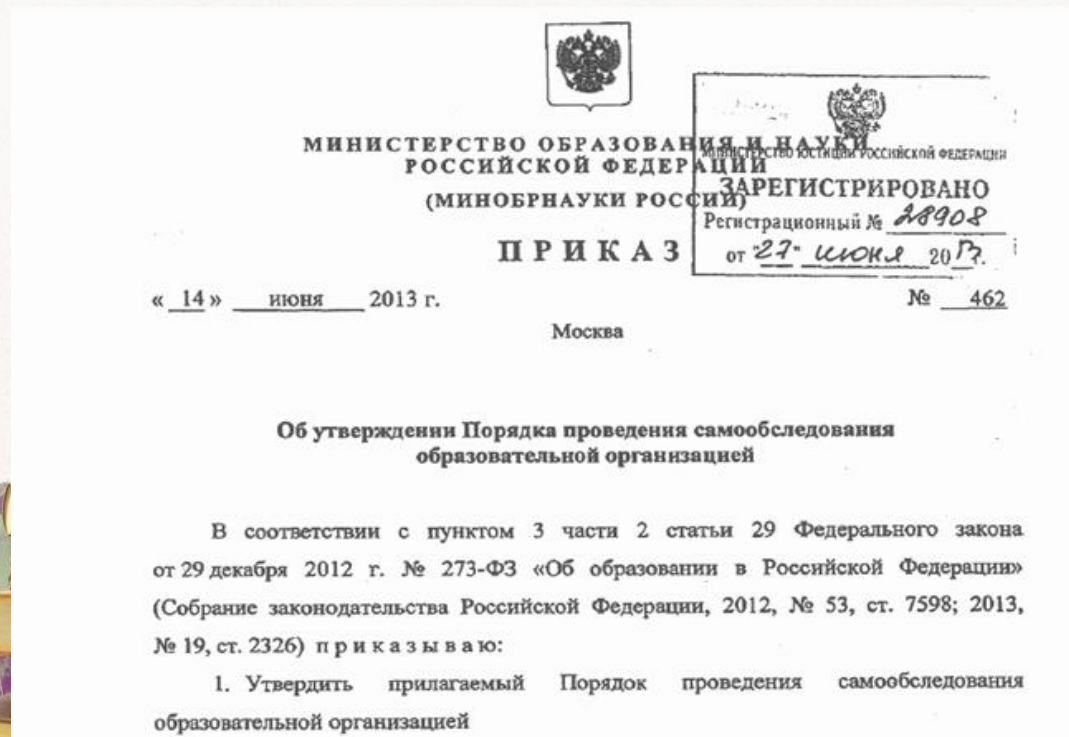 МИНИСТЕРСТВО ОБРАЗОВАНИЯ И НАУКИ
РОССИЙСКОЙ ФЕДЕРАЦИИ
(МИНОБРНАУКИ РОССИИ)
МИНИСТЕРСТВО ЮСТИЦИИ РОССИЙСКОЙ ФЕДЕРАЦИИ
ЗАРЕГИСТРИРОВАНО
Регистрационный № 28908
от "27" июня 2013.
ПРИКАЗ
« 14 » июня 2013 г.
№ 462
Москва
Об утверждении Порядка проведения самообследования
образовательной организацией
В соответствии с пунктом 3 части 2 статьи 29 Федерального закона
от 29 декабря 2012 г. № 273-ФЗ «Об образовании в Российской Федерации»
(Собрание законодательства Российской Федерации, 2012, № 53, ст. 7598; 2013,
№ 19, ст. 2326) п р и к а з ы в а ю:
1. Утвердить прилагаемый Порядок проведения самообследования
образовательной организацией